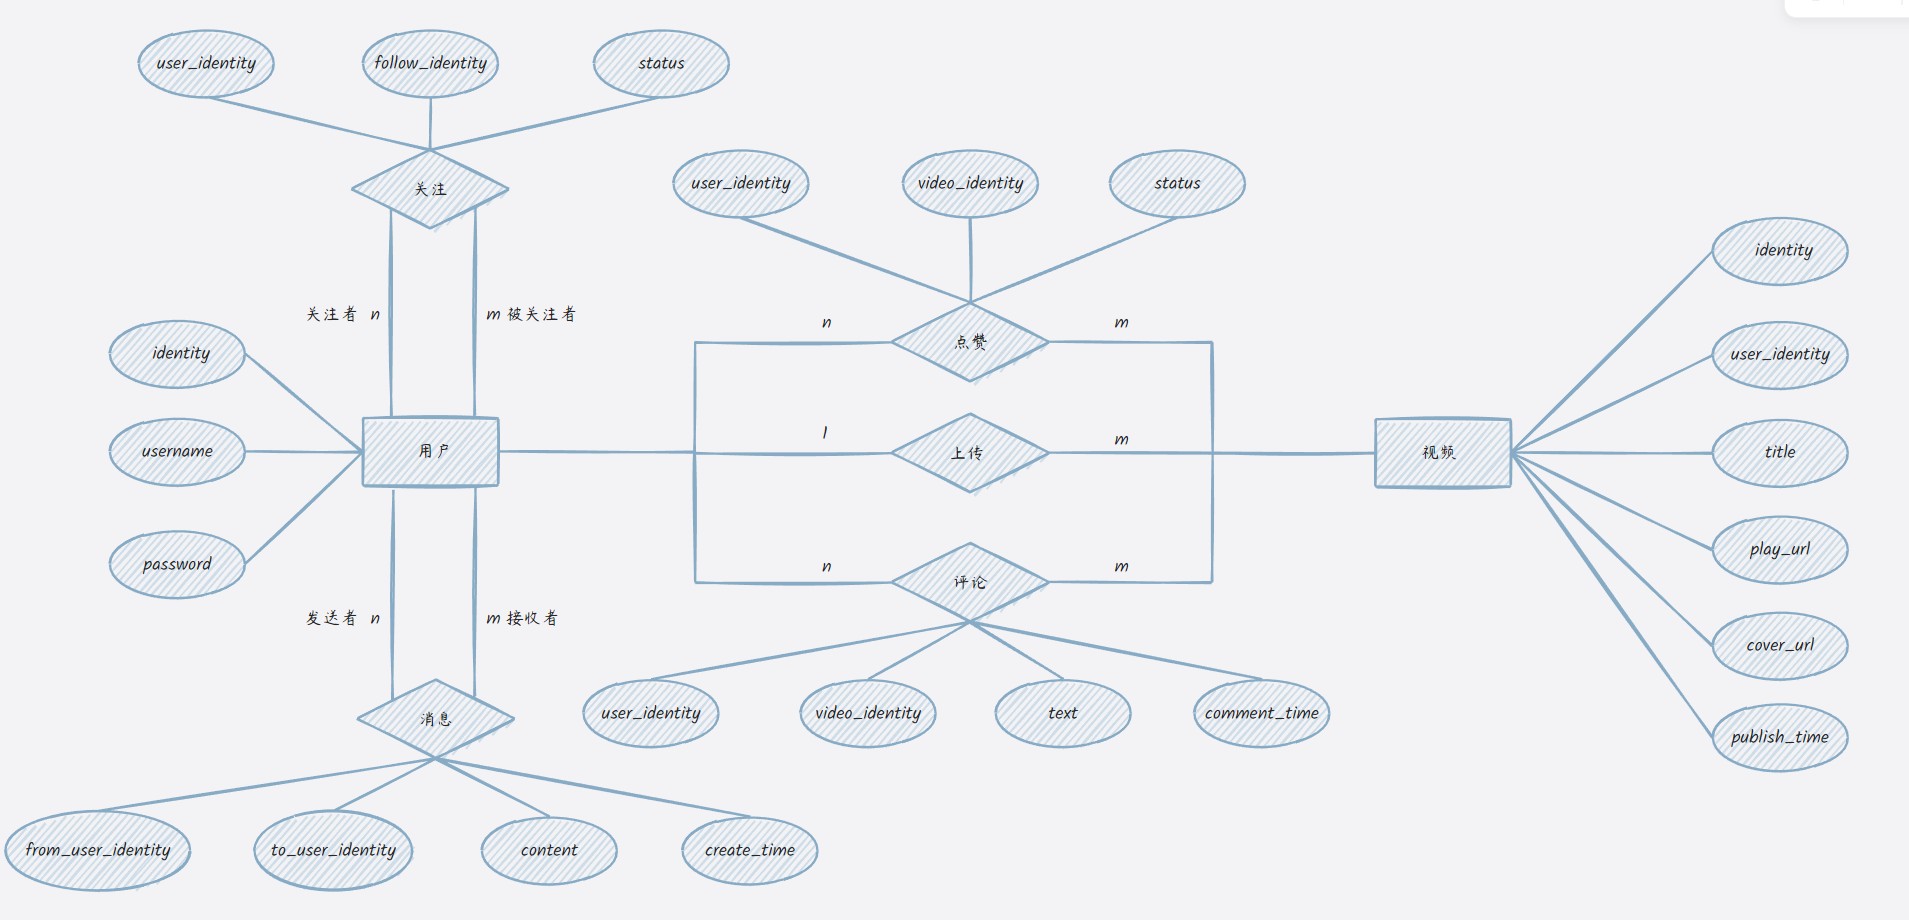 user_identity
follow_identity
status
关注
user_identity
video_identity
status
identity
关注者 n
m 被关注者
n
m
点赞
identity
user_identity
username
用户
1
m
上传
视频
title
password
play_url
n
m
评论
发送者 n
m 接收者
cover_url
消息
user_identity
video_identity
text
comment_time
publish_time
from_user_identity
to_user_identity
content
create_time